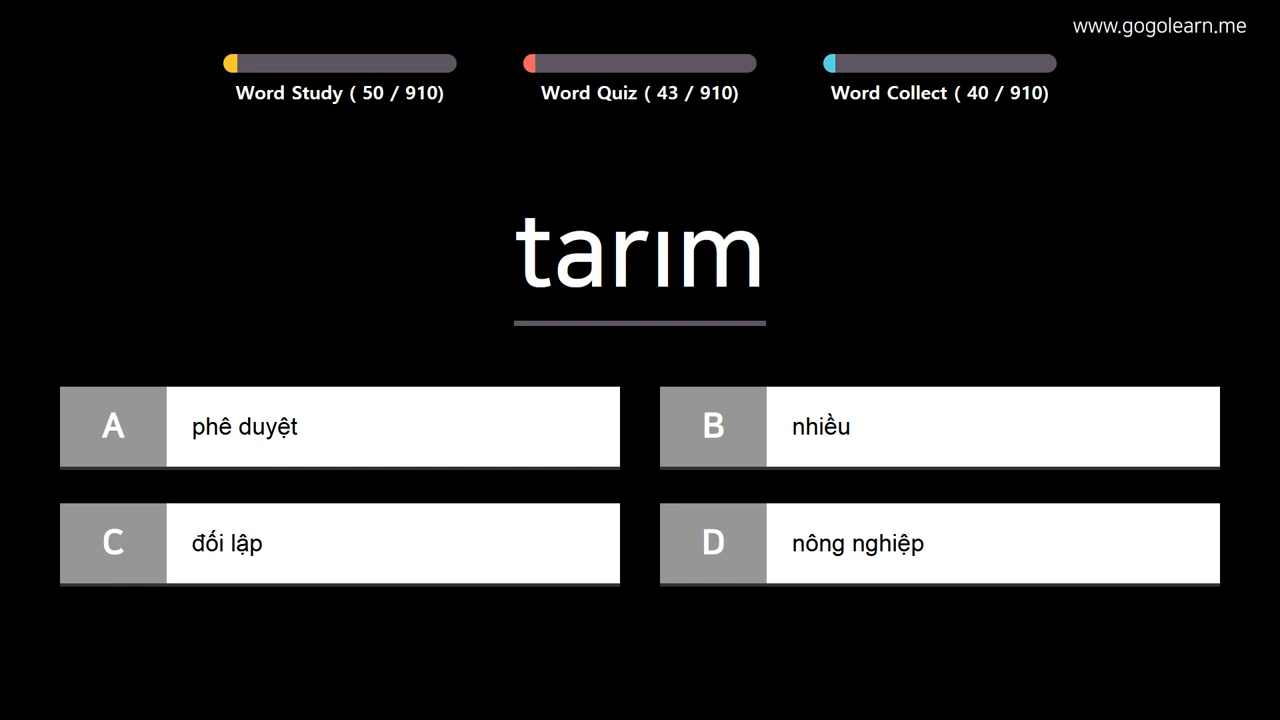 www.gogolearn.me
Word Study ( 50 / 910)
Word Quiz ( 43 / 910)
Word Collect ( 40 / 910)
tarım
A phê duyệt
B nhiều
C đối lập
D nông nghiệp